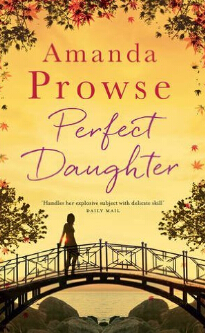 Amanda
Prowse
Perfect
Daughter
'Handles her explosive subject with delicate skill'
DAILY MAIL